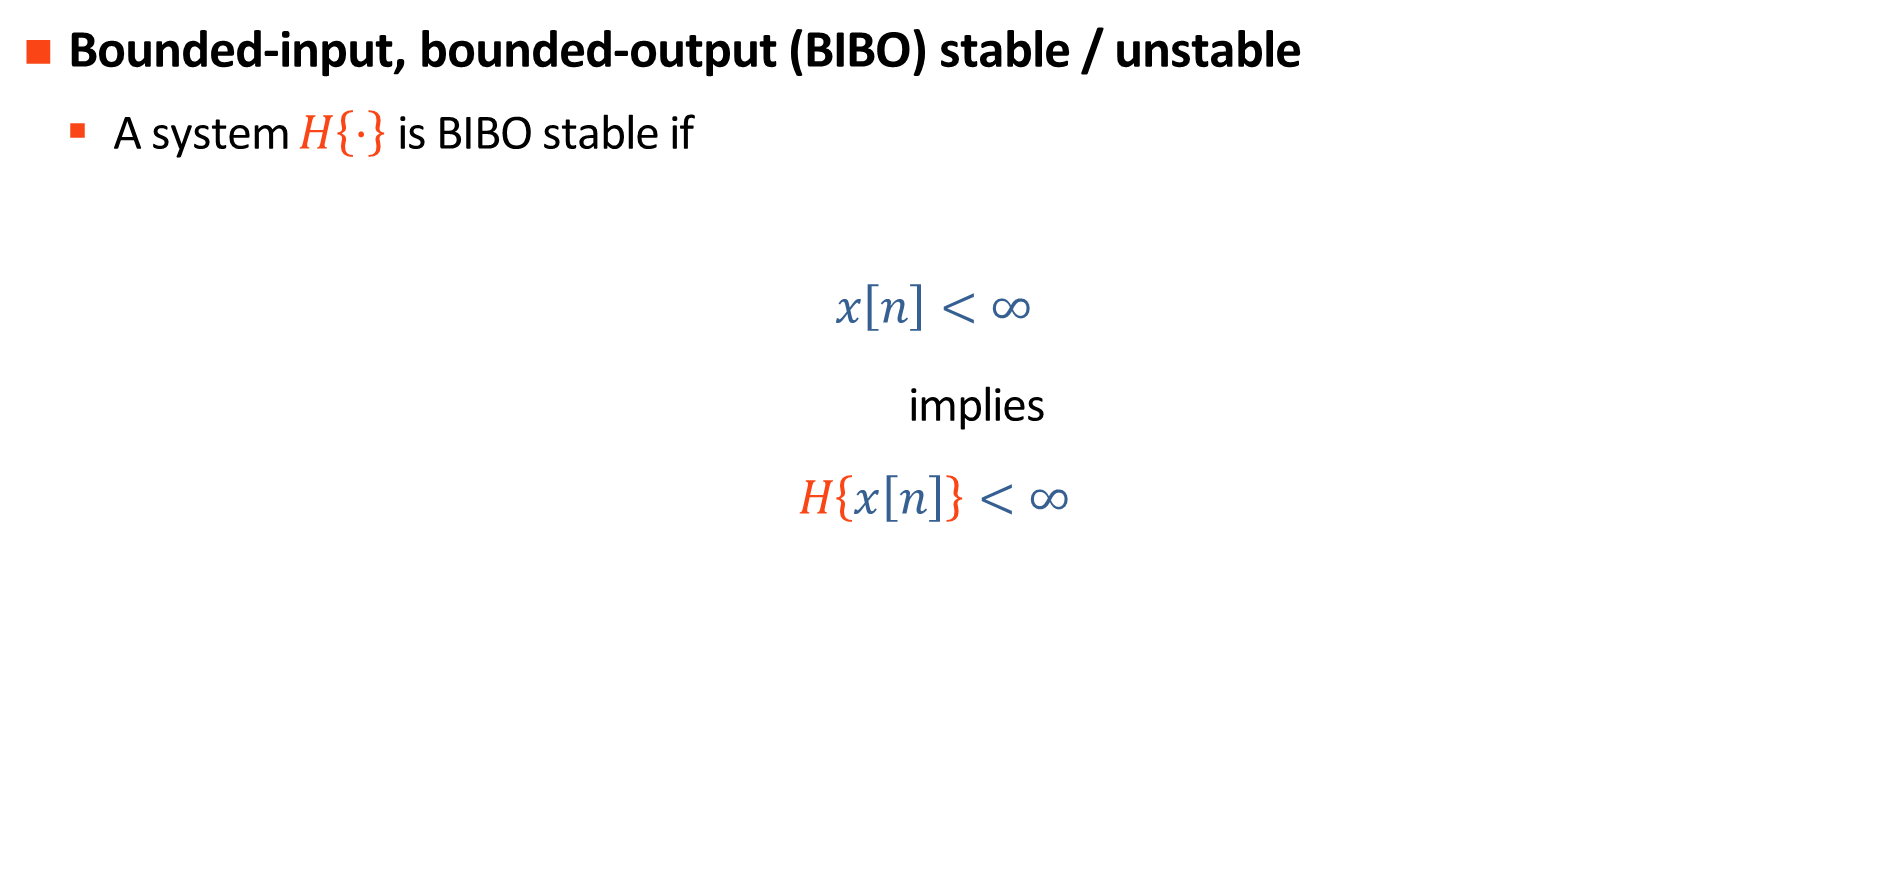 Bounded-input, bounded-output (BIBO) stable / unstable
A system H{·} is BIBO stable if
x[n] < ∞
implies
H{x[n]} < ∞